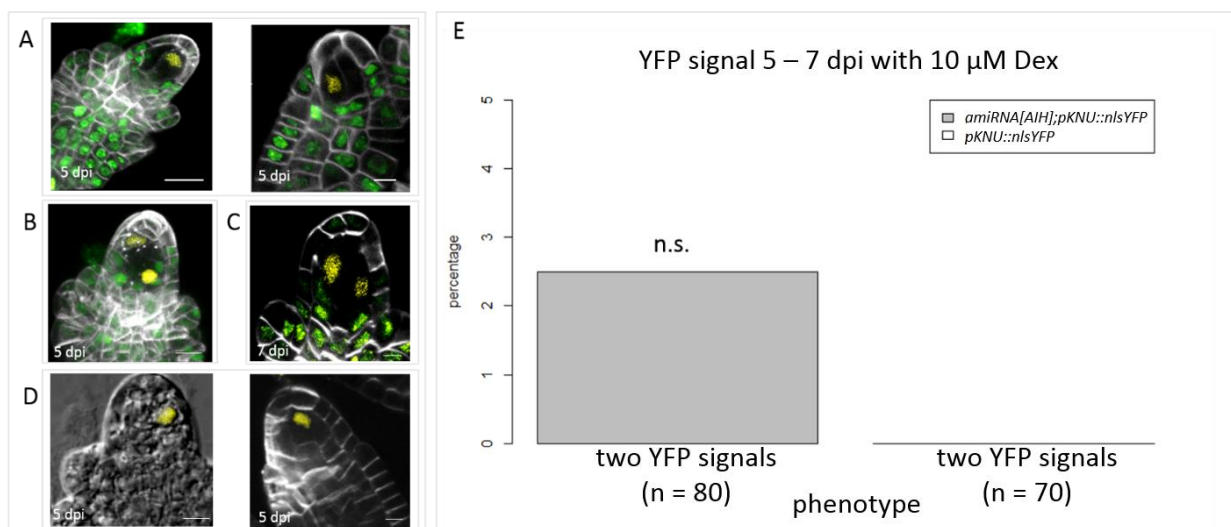 A
5 dpi
5 dpi
B
5 dpi
C
7 dpi
D
5 dpi
5 dpi
E
YFP signal 5 – 7 dpi with 10 µM Dex
amiRNA[AIH];pKNU::nlsYFP
pKNU::nlsYFP
percentage
5
4
3
2
1
0
n.s.
two YFP signals
(n = 80)
two YFP signals
(n = 70)
phenotype